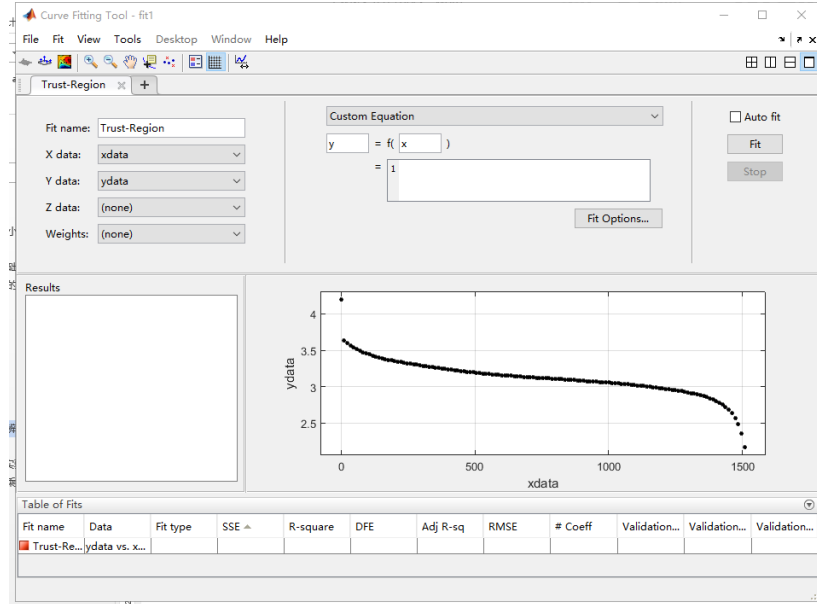 Curve Fitting Tool - fit1
File Fit View Tools Desktop Window Help
Trust-Region
Fit name: Trust-Region
X data: xdata
Y data: ydata
Z data: (none)
Weights: (none)
Custom Equation
y = f( x )
= 1
Fit Options...
Auto fit
Fit
Stop
Results
4
3.5
3
2.5
ydata
0 500 1000 1500
xdata
Table of Fits
Fit name Data Fit type SSE R-square DFE Adj R-sq RMSE # Coeff Validation... Validation... Validation...
Trust-Re... ydata vs. x...